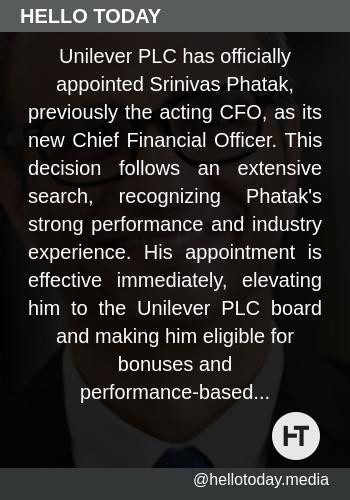 HELLO TODAY
Unilever PLC has officially
appointed Srinivas Phatak,
previously the acting CFO, as its
new Chief Financial Officer. This
decision follows an extensive
search, recognizing Phatak's
strong performance and industry
experience. His appointment is
effective immediately, elevating
him to the Unilever PLC board
and making him eligible for
bonuses and
performance-based...
HT
@hellotoday.media